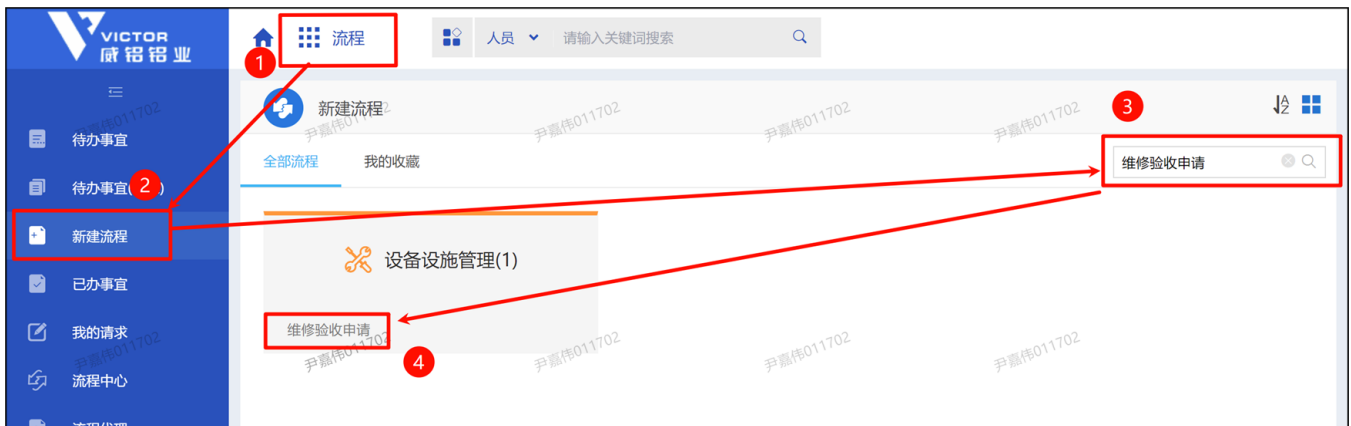 VICTOR
威铝铝业
流程
人员
请输入关键词搜索
1
新建流程
尹嘉伟011702
尹嘉伟011702
尹嘉伟011702
尹嘉伟011702
3
待办事宜
全部流程
我的收藏
维修验收申请
待办事宜(
2
)
新建流程
设备设施管理(1)
已办事宜
我的请求
维修验收申请
尹嘉伟011702
尹嘉伟011702
尹嘉伟011702
尹嘉伟011702
4
流程中心
流程代理